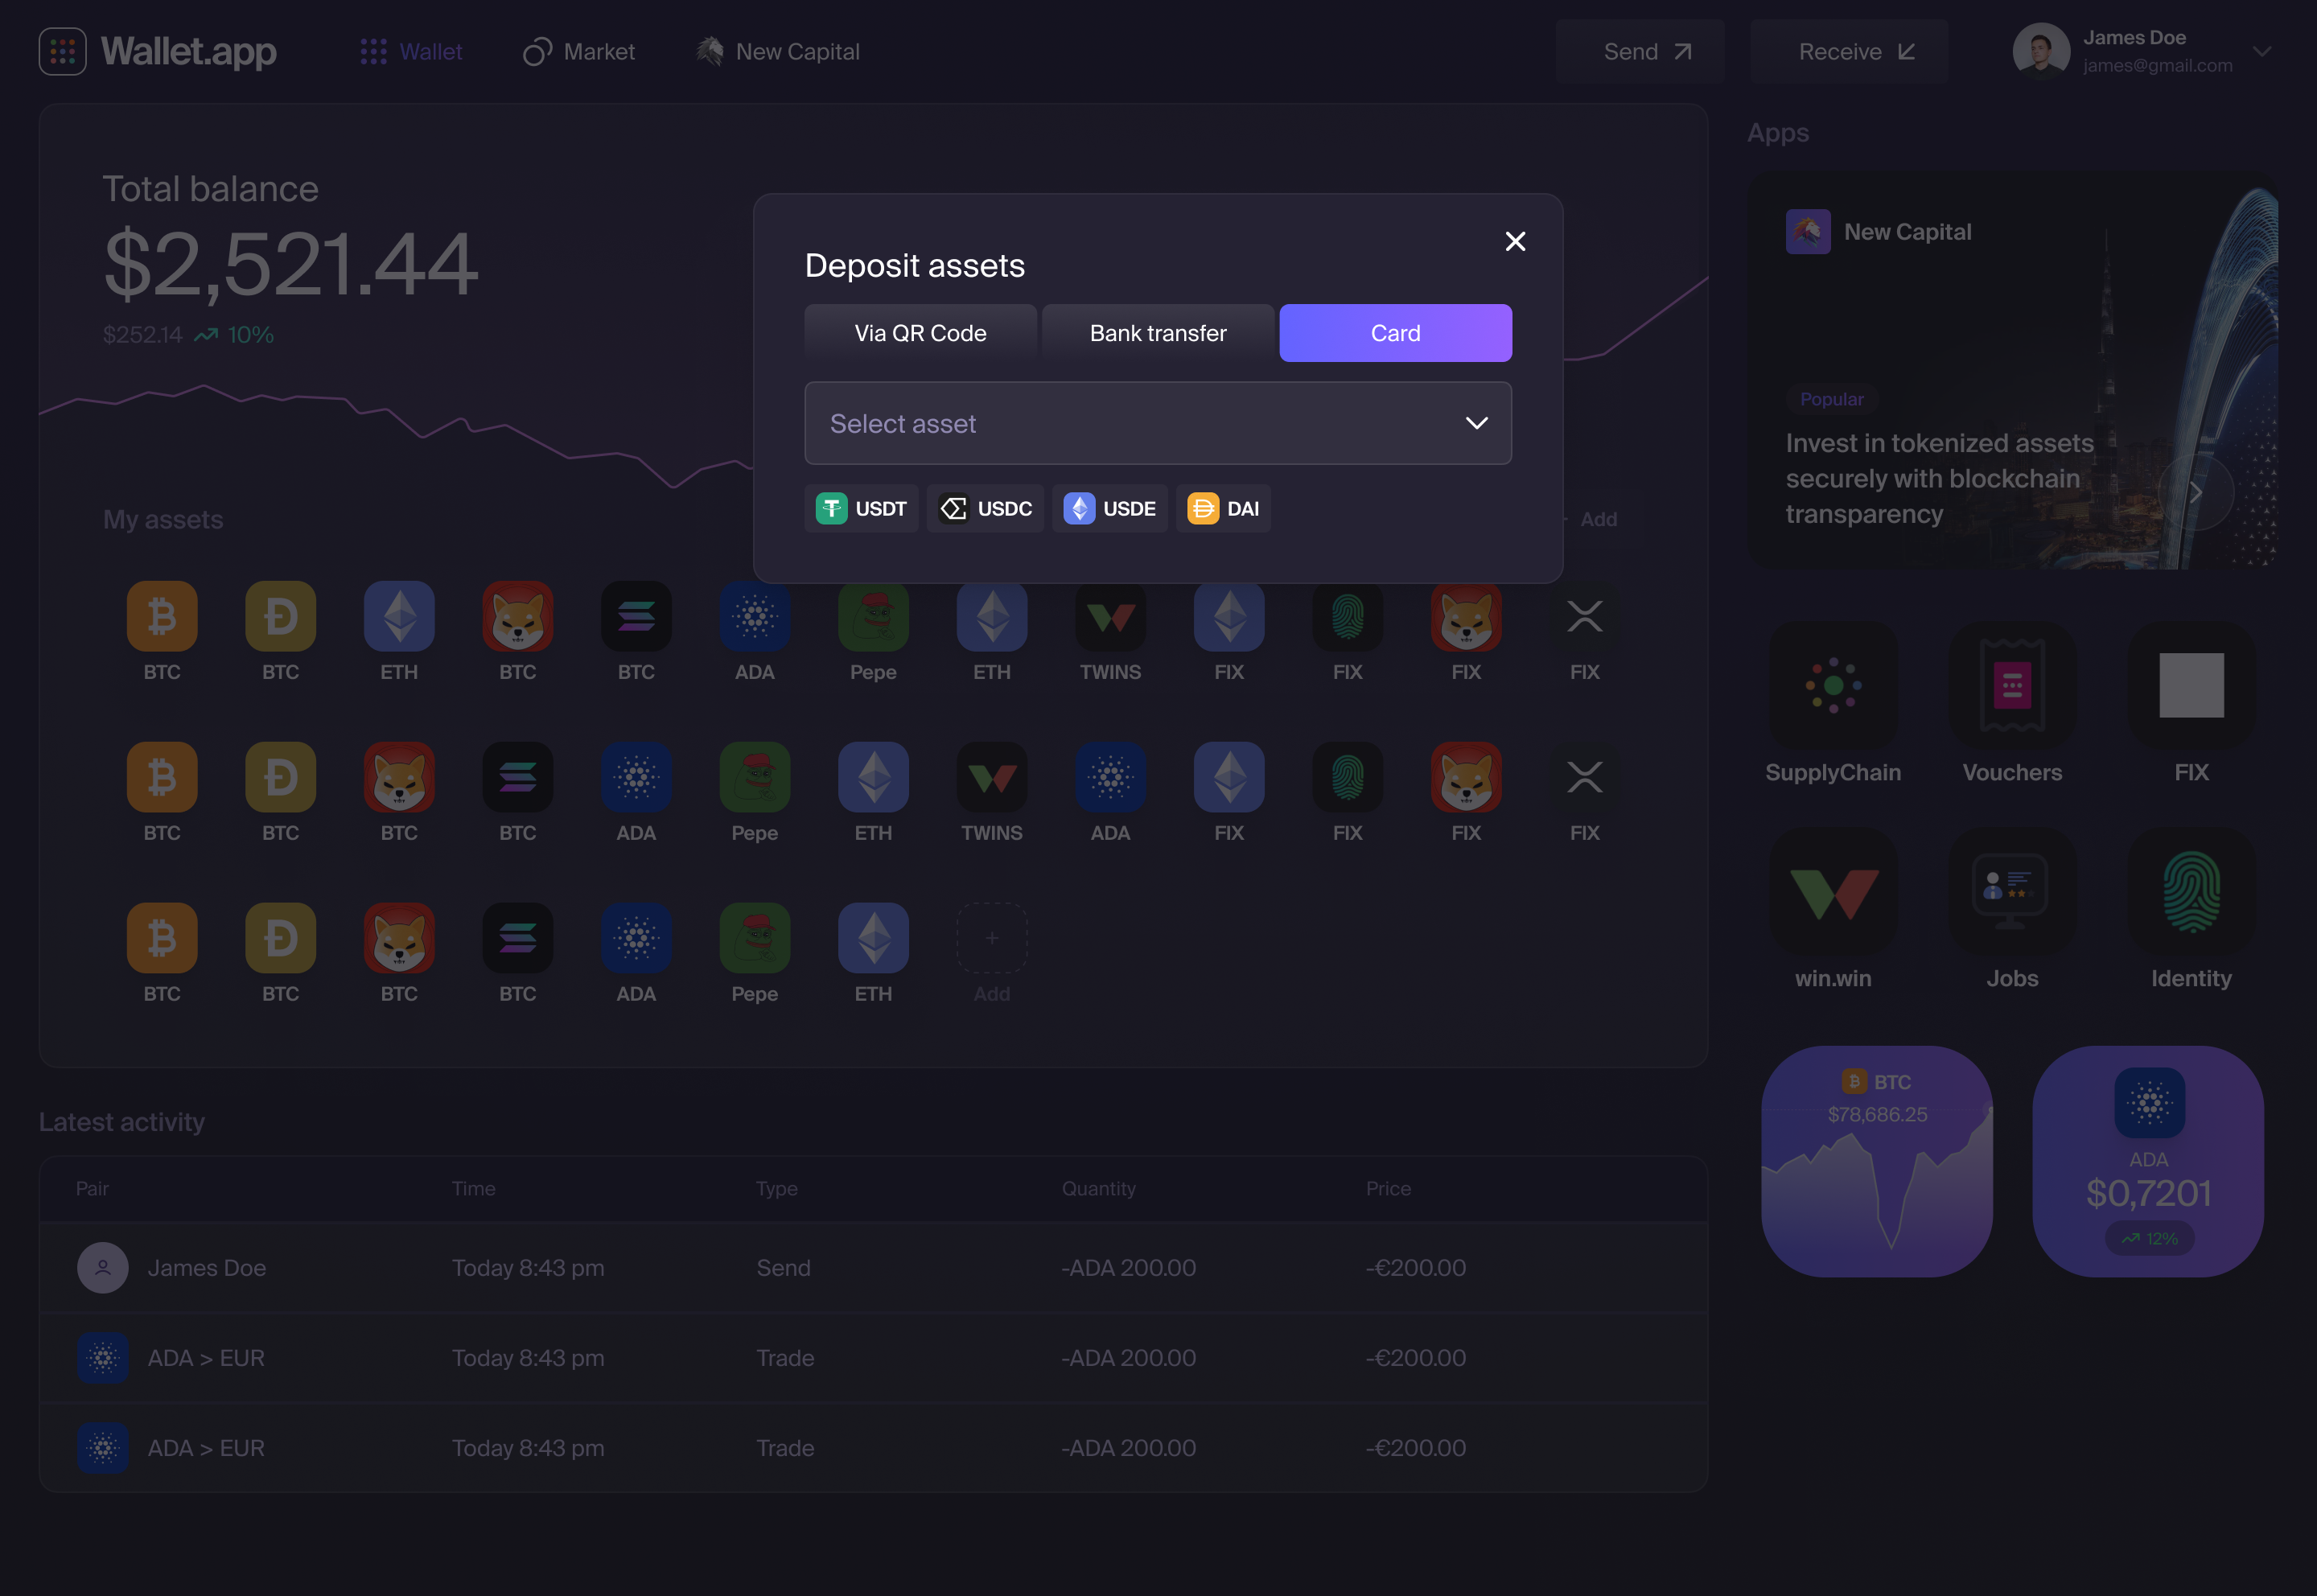 Wallet.app
Wallet
Market
New Capital
Send
Receive
James Doe
james@gmail.com
Total balance
$2,521.44
$252.14 10%
Deposit assets
Via QR Code
Bank transfer
Card
Select asset
USDT
USDC
USDE
DAI
My assets
Add
BTC BTC ETH BTC BTC ADA Pepe ETH TWINS FIX FIX FIX FIX
BTC BTC BTC BTC ADA Pepe ETH TWINS ADA FIX FIX FIX FIX
BTC BTC BTC BTC ADA Pepe ETH Add
Latest activity
Pair Time Type Quantity Price
James Doe Today 8:43 pm Send -ADA 200.00 -€200.00
ADA > EUR Today 8:43 pm Trade -ADA 200.00 -€200.00
ADA > EUR Today 8:43 pm Trade -ADA 200.00 -€200.00
Apps
New Capital
Popular
Invest in tokenized assets
securely with blockchain
transparency
SupplyChain Vouchers FIX
win.win Jobs Identity
BTC
$78,686.25
ADA
$0,7201
12%